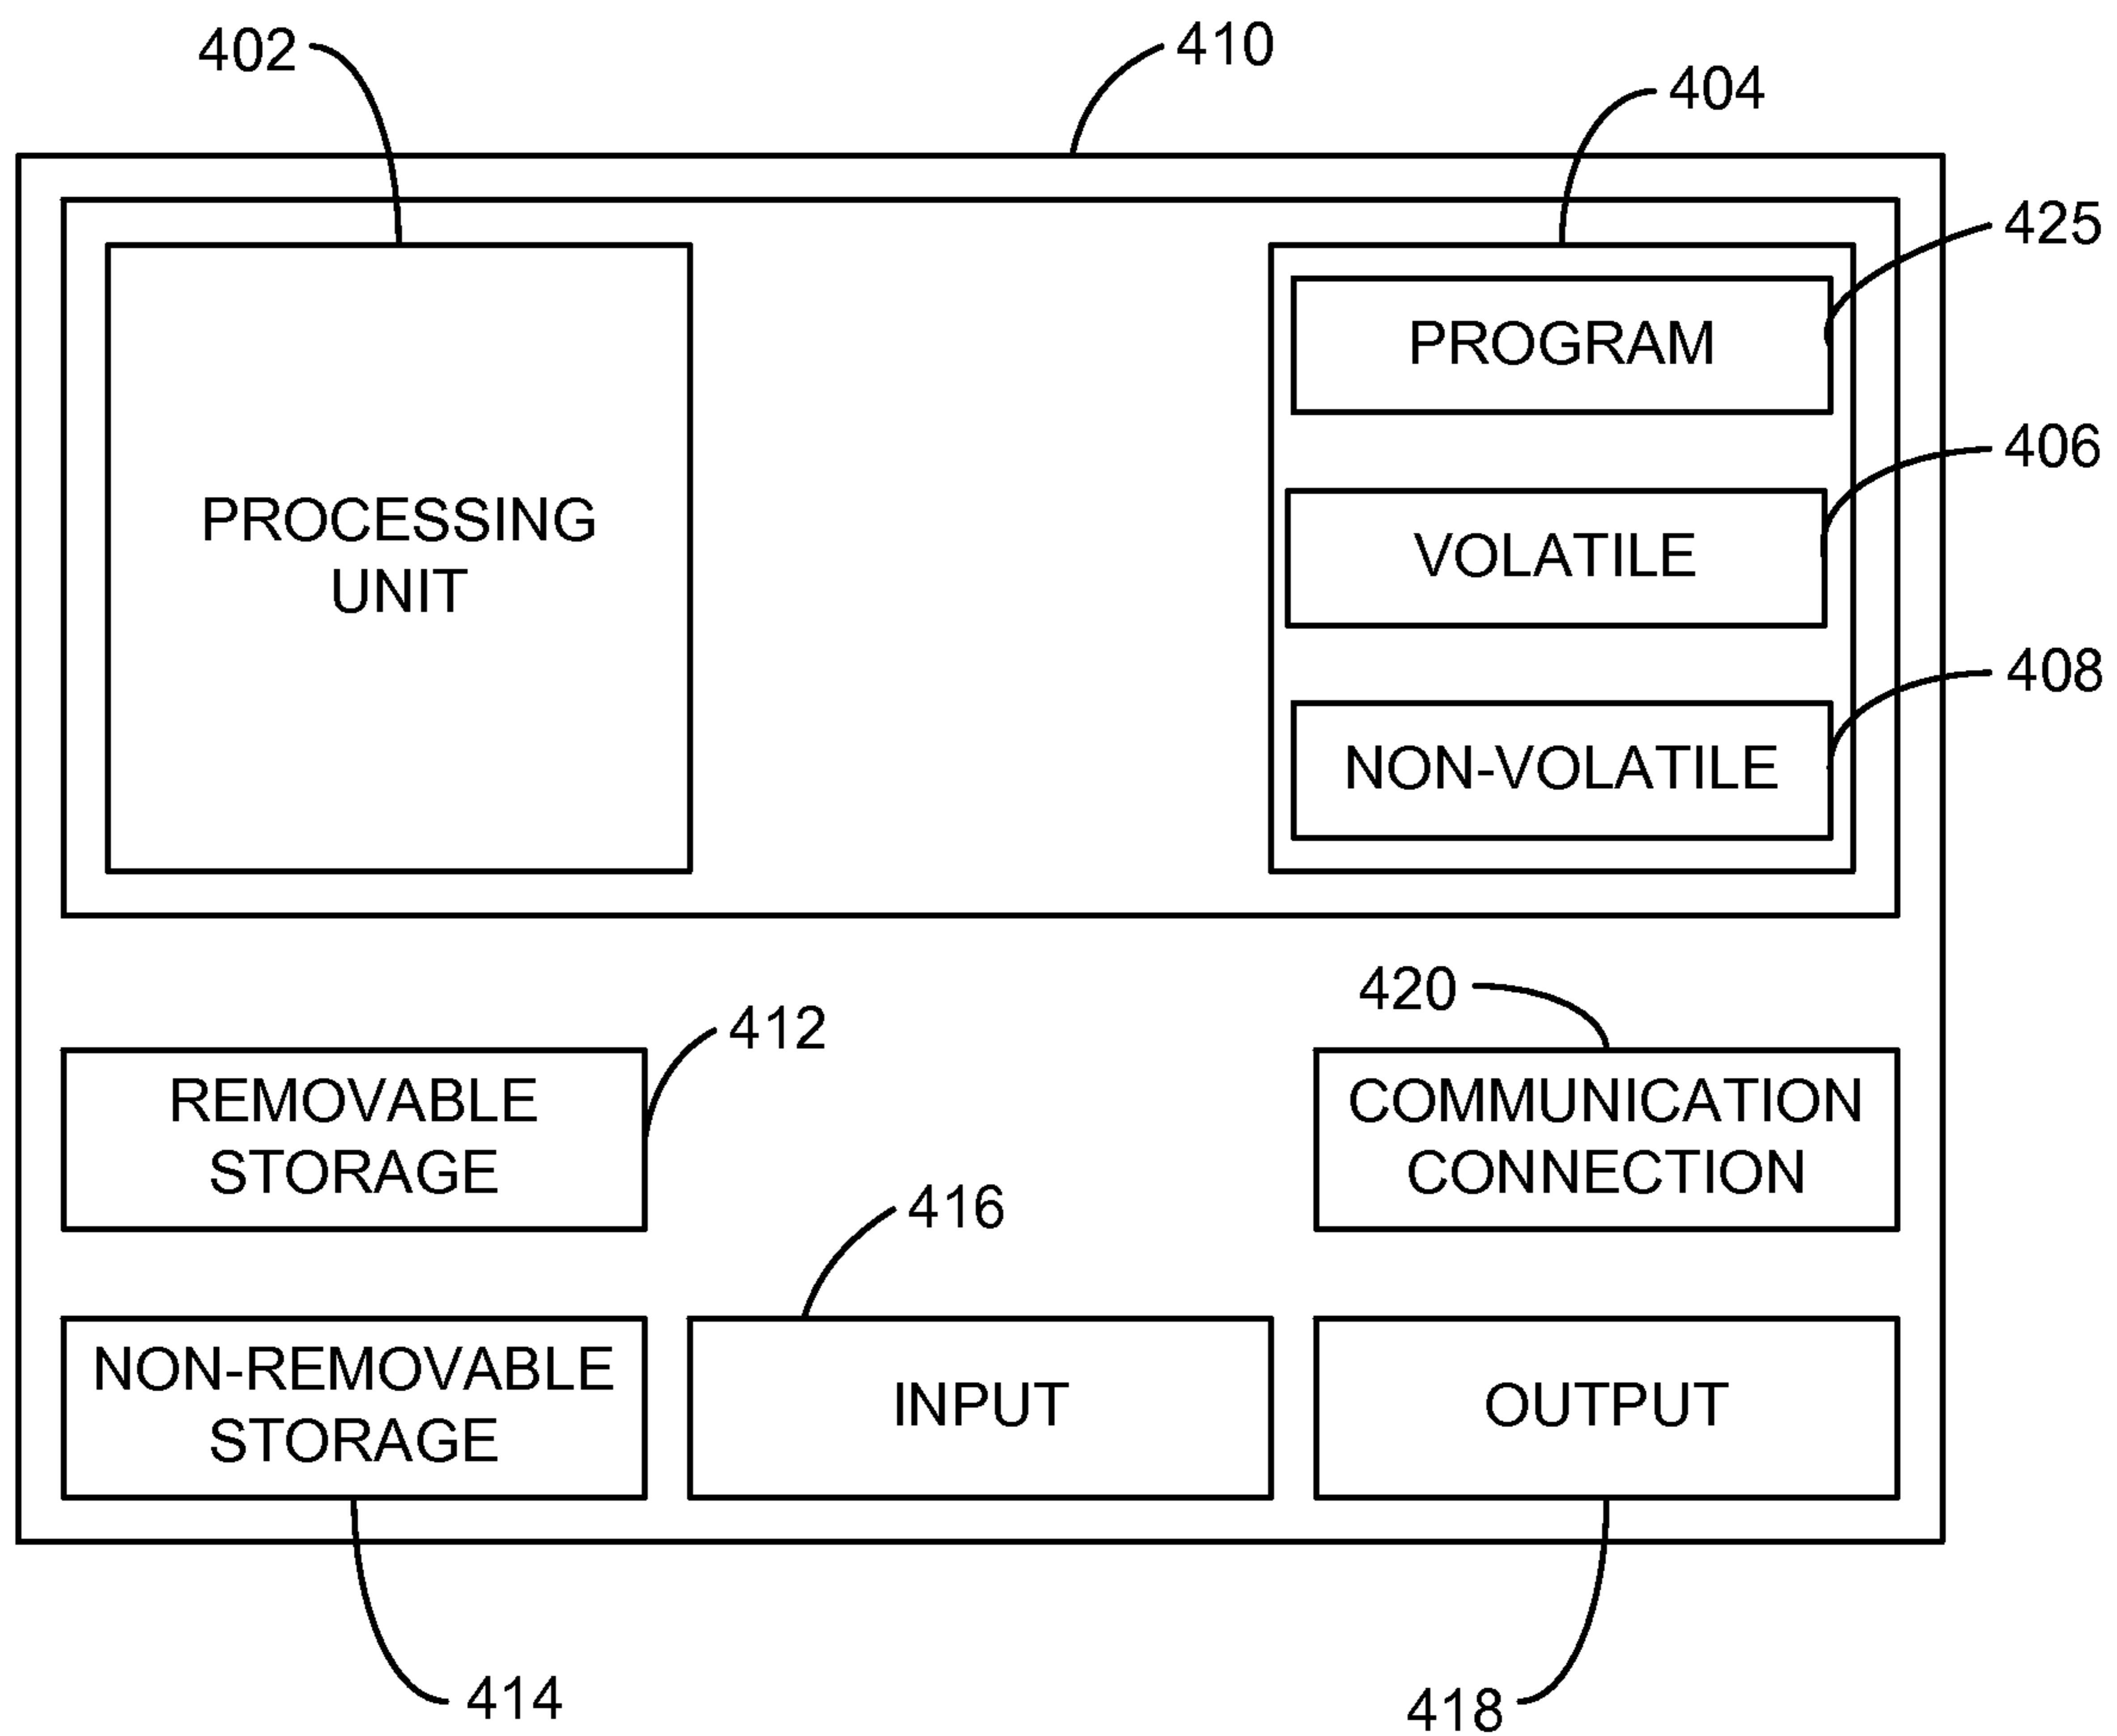 402
410
404
425
PROGRAM
406
PROCESSING
UNIT
VOLATILE
408
NON-VOLATILE
420
412
REMOVABLE
STORAGE
COMMUNICATION
CONNECTION
416
NON-REMOVABLE
STORAGE
INPUT
OUTPUT
414
418